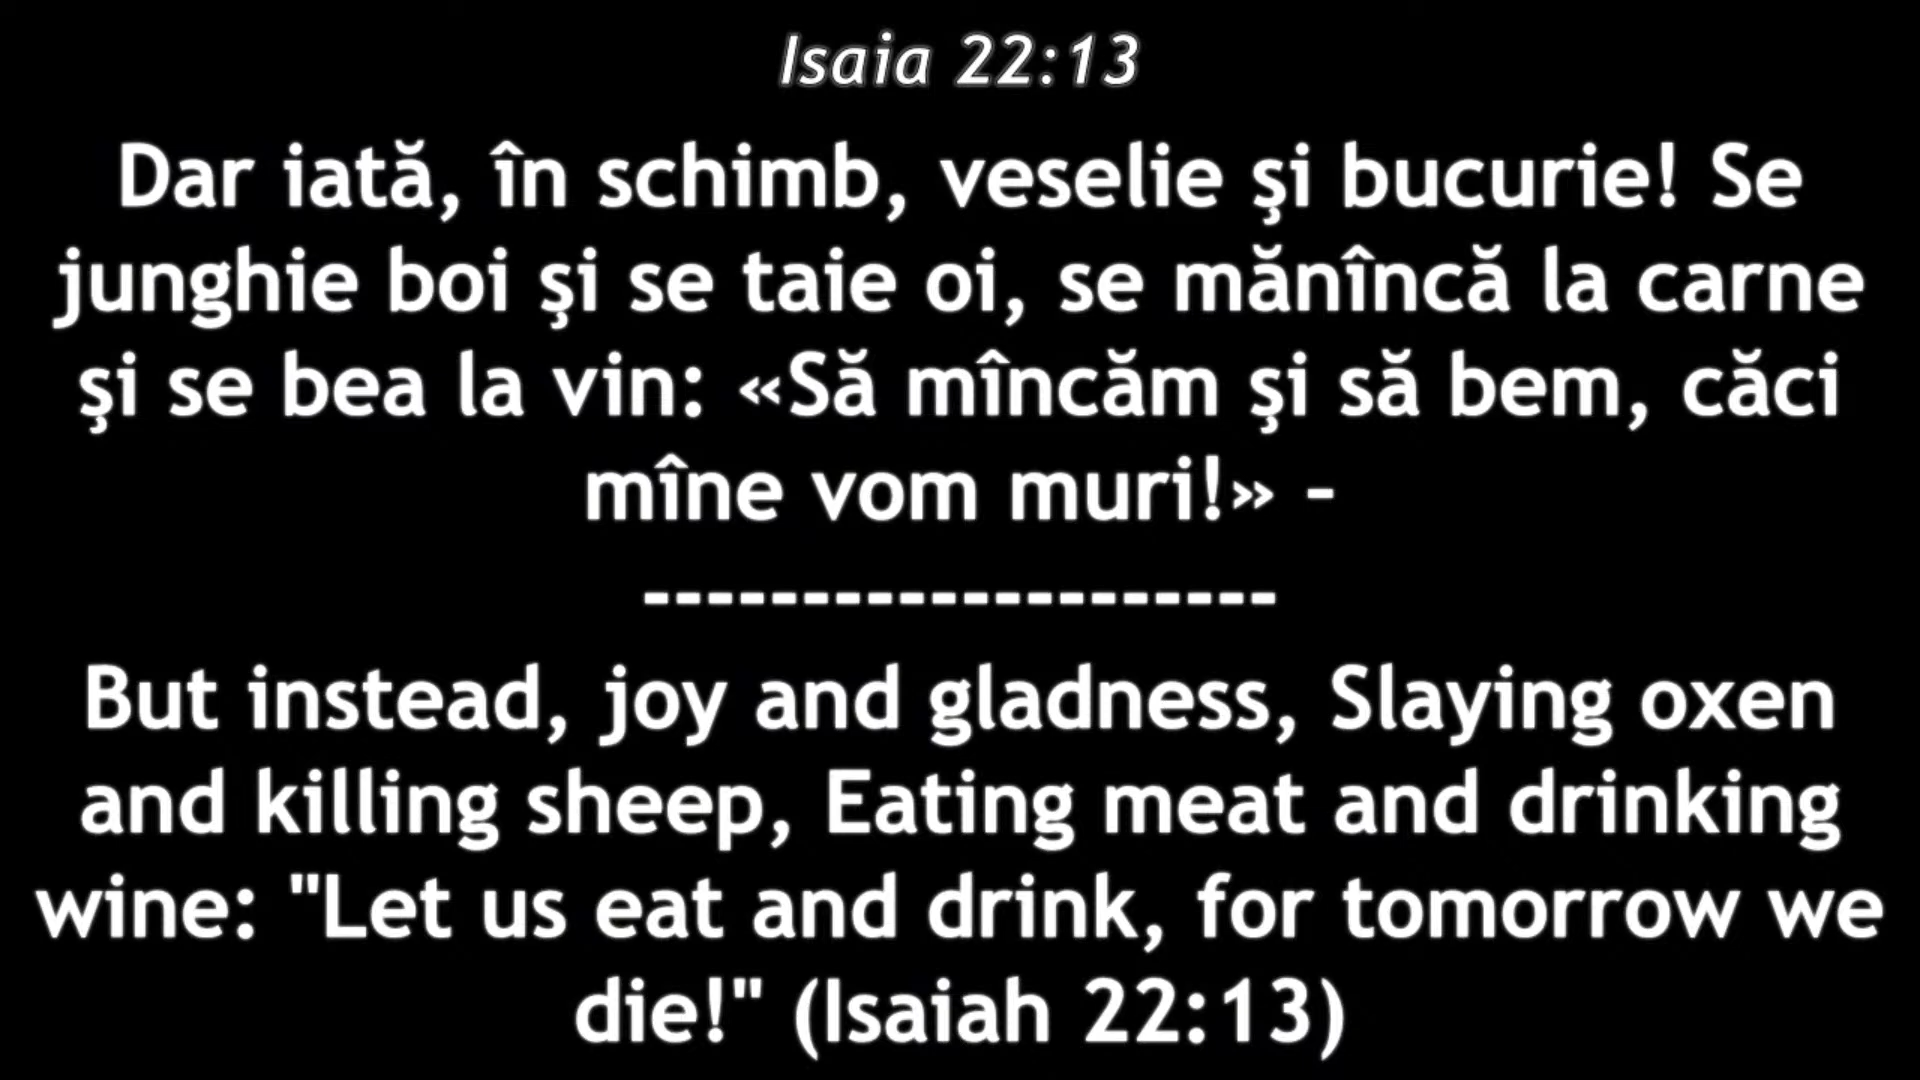 Isaia 22:13
Dar iată, în schimb, veselie şi bucurie! Se
junghie boi şi se taie oi, se mănîncă la carne
şi se bea la vin: «Să mîncăm şi să bem, căci
mîne vom muri!» -
--------------------
But instead, joy and gladness, Slaying oxen
and killing sheep, Eating meat and drinking
wine: "Let us eat and drink, for tomorrow we
die!" (Isaiah 22:13)